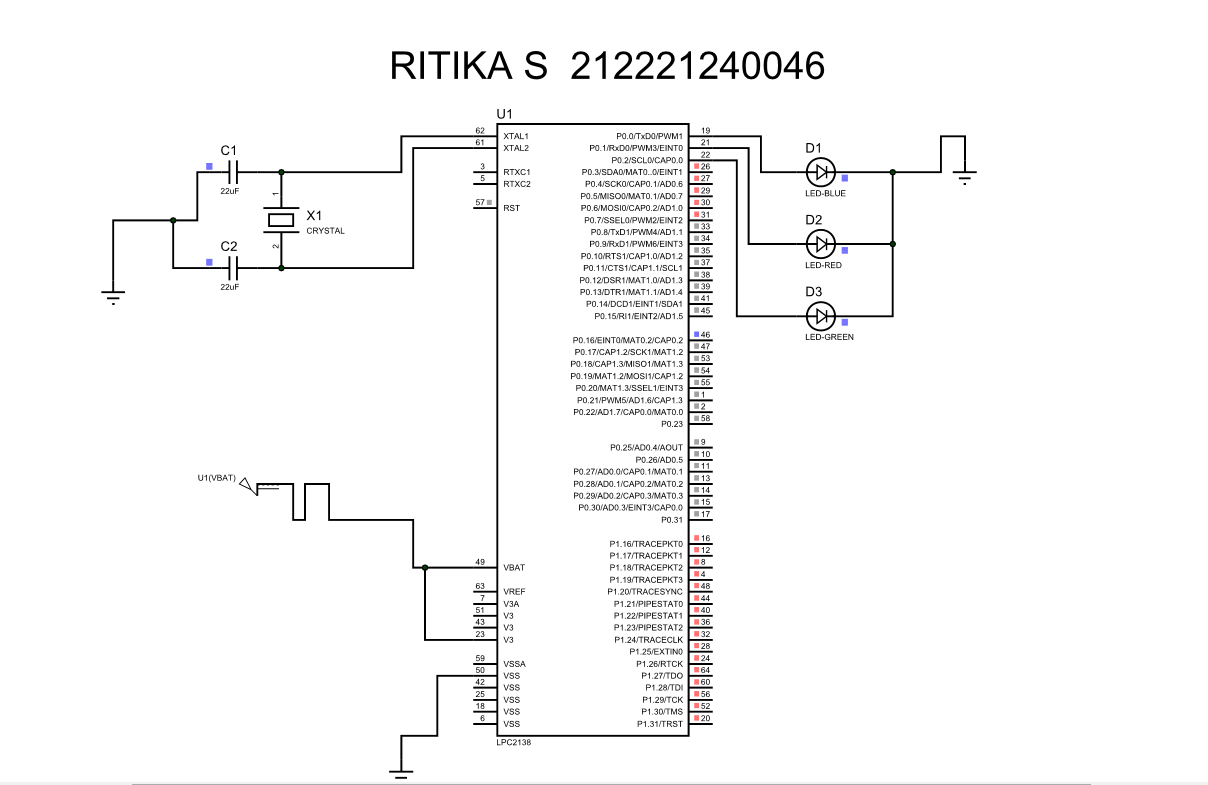 RITIKA S 212221240046
U1
C1
22uF
C2
22uF
1
2
X1
CRYSTAL
62 XTAL1
61 XTAL2
3 RTXC1
5 RTXC2
57 RST
U1(VBAT)
49 VBAT
63 VREF
7 V3A
51 V3
43 V3
23 V3
59 VSSA
50 VSS
42 VSS
25 VSS
18 VSS
6 VSS
P0.0/TxD0/PWM1 19
P0.1/RxD0/PWM3/EINT0 21
P0.2/SCL0/CAP0.0 22
P0.3/SDA0/MAT0..0/EINT1 26
P0.4/SCK0/CAP0.1/AD0.6 27
P0.5/MISO0/MAT0.1/AD0.7 29
P0.6/MOSI0/CAP0.2/AD1.0 30
P0.7/SSEL0/PWM2/EINT2 31
P0.8/TxD1/PWM4/AD1.1 33
P0.9/RxD1/PWM6/EINT3 34
P0.10/RTS1/CAP1.0/AD1.2 35
P0.11/CTS1/CAP1.1/SCL1 37
P0.12/DSR1/MAT1.0/AD1.3 38
P0.13/DTR1/MAT1.1/AD1.4 39
P0.14/DCD1/EINT1/SDA1 41
P0.15/RI1/EINT2/AD1.5 45
P0.16/EINT0/MAT0.2/CAP0.2 46
P0.17/CAP1.2/SCK1/MAT1.2 47
P0.18/CAP1.3/MISO1/MAT1.3 53
P0.19/MAT1.2/MOSI1/CAP1.2 54
P0.20/MAT1.3/SSEL1/EINT3 55
P0.21/PWM5/AD1.6/CAP1.3 1
P0.22/AD1.7/CAP0.0/MAT0.0 2
P0.23 58
P0.25/AD0.4/AOUT 9
P0.26/AD0.5 10
P0.27/AD0.0/CAP0.1/MAT0.1 11
P0.28/AD0.1/CAP0.2/MAT0.2 13
P0.29/AD0.2/CAP0.3/MAT0.3 14
P0.30/AD0.3/EINT3/CAP0.0 15
P0.31 17
P1.16/TRACEPKT0 16
P1.17/TRACEPKT1 12
P1.18/TRACEPKT2 8
P1.19/TRACEPKT3 4
P1.20/TRACESYNC 48
P1.21/PIPESTAT0 44
P1.22/PIPESTAT1 40
P1.23/PIPESTAT2 36
P1.24/TRACECLK 32
P1.25/EXTIN0 28
P1.26/RTCK 24
P1.27/TDO 64
P1.28/TDI 60
P1.29/TCK 56
P1.30/TMS 52
P1.31/TRST 20
LPC2138
D1
LED-BLUE
D2
LED-RED
D3
LED-GREEN